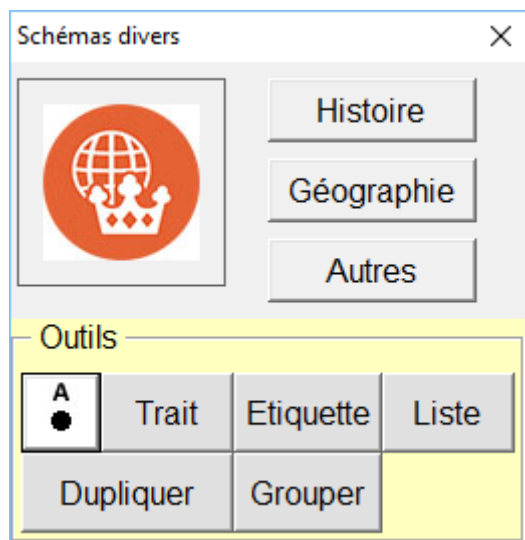 Schémas divers
Histoire
Géographie
Autres
Outils
A
Trait
Etiquette
Liste
Dupliquer
Grouper